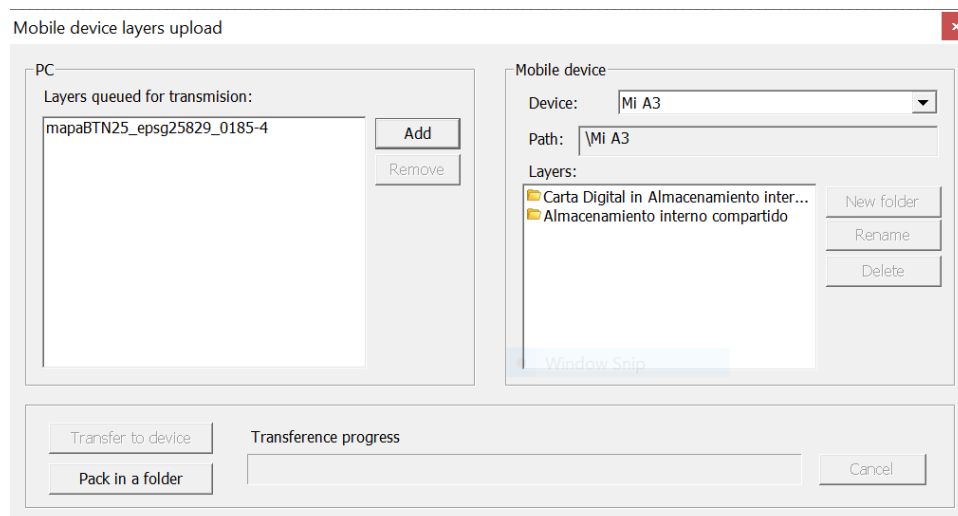 Mobile device layers upload
PC
Layers queued for transmision:
mapaBTN25_epsg25829_0185-4
Add
Remove
Mobile device
Device: Mi A3
Path: \Mi A3
Layers:
Carta Digital in Almacenamiento inter...
Almacenamiento interno compartido
New folder
Rename
Delete
Window Snip
Transfer to device
Pack in a folder
Transference progress
Cancel